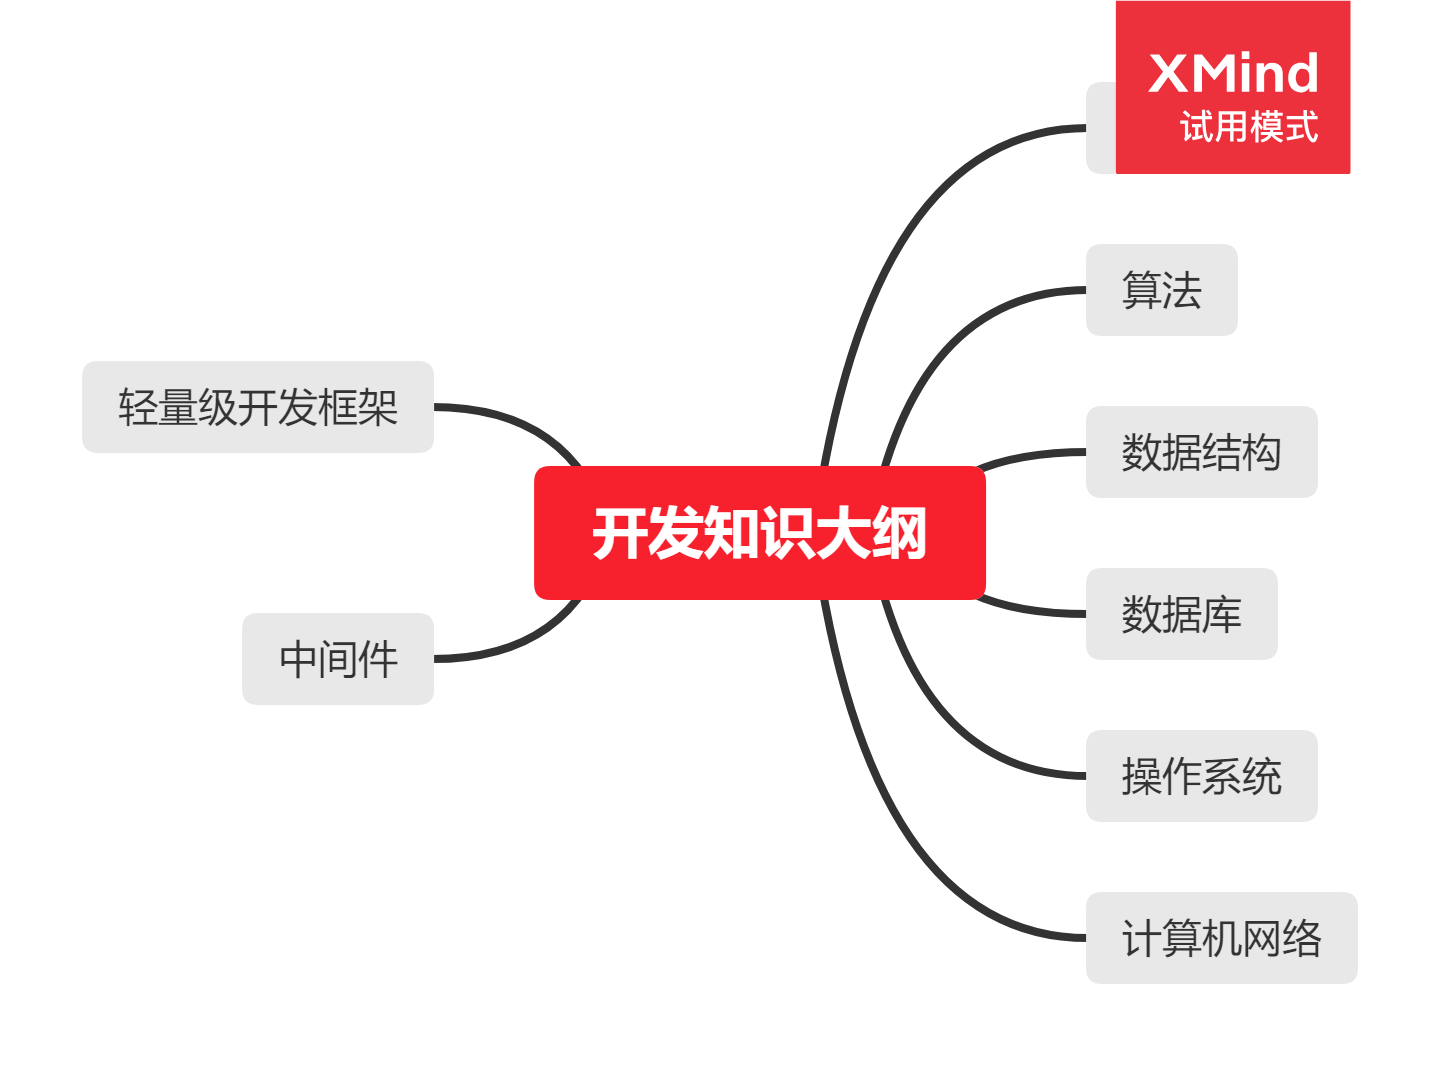 XMind
试用模式
算法
轻量级开发框架
数据结构
开发知识大纲
数据库
中间件
操作系统
计算机网络